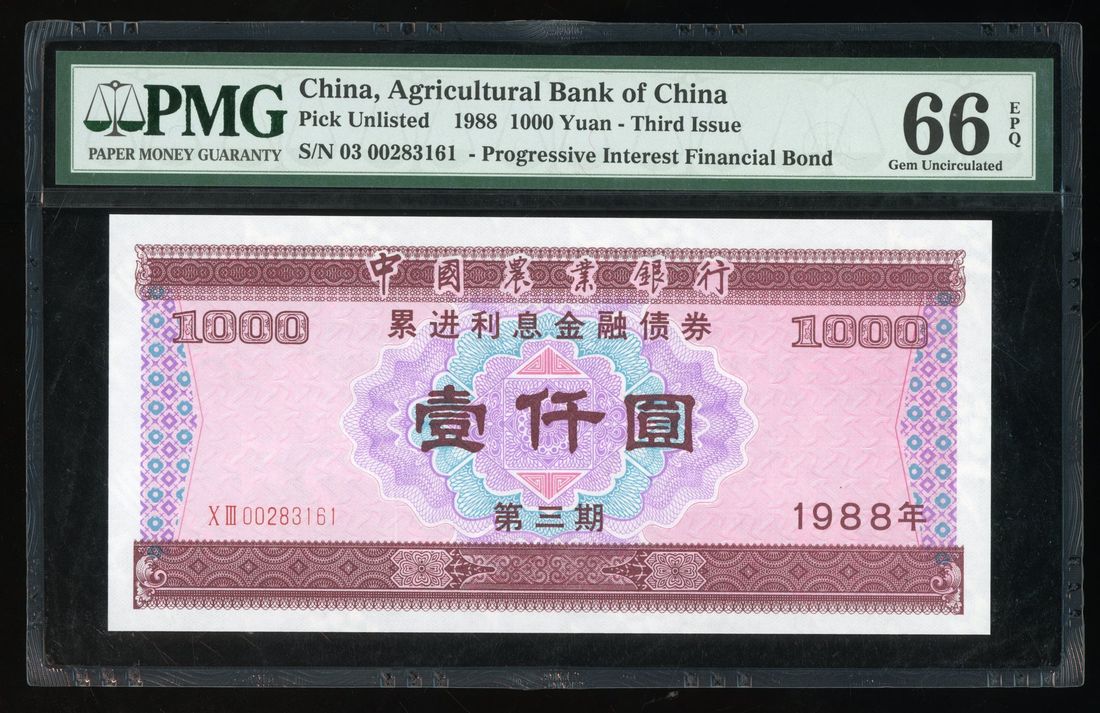 PMG
PAPER MONEY GUARANTY
China, Agricultural Bank of China
Pick Unlisted 1988 1000 Yuan - Third Issue
S/N 03 00283161 - Progressive Interest Financial Bond
66 EPQ
Gem Uncirculated
中國農業銀行
1000 累进利息金融债券 1000
壹仟圓
XⅢ00283161 第三期 1988年